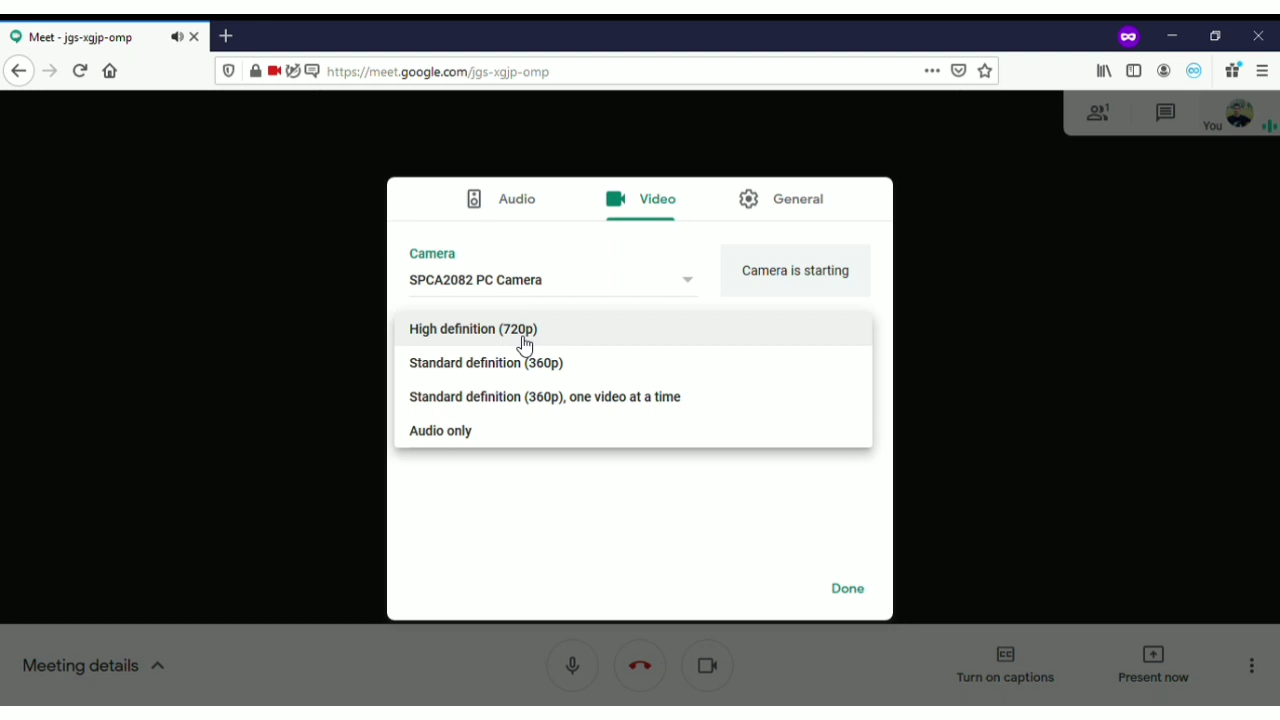 Meet - jgs-xgjp-omp
https://meet.google.com/jgs-xgjp-omp
1
You
Audio
Video
General
Camera
SPCA2082 PC Camera
Camera is starting
High definition (720p)
Standard definition (360p)
Standard definition (360p), one video at a time
Audio only
Done
Meeting details
CC
Turn on captions
Present now